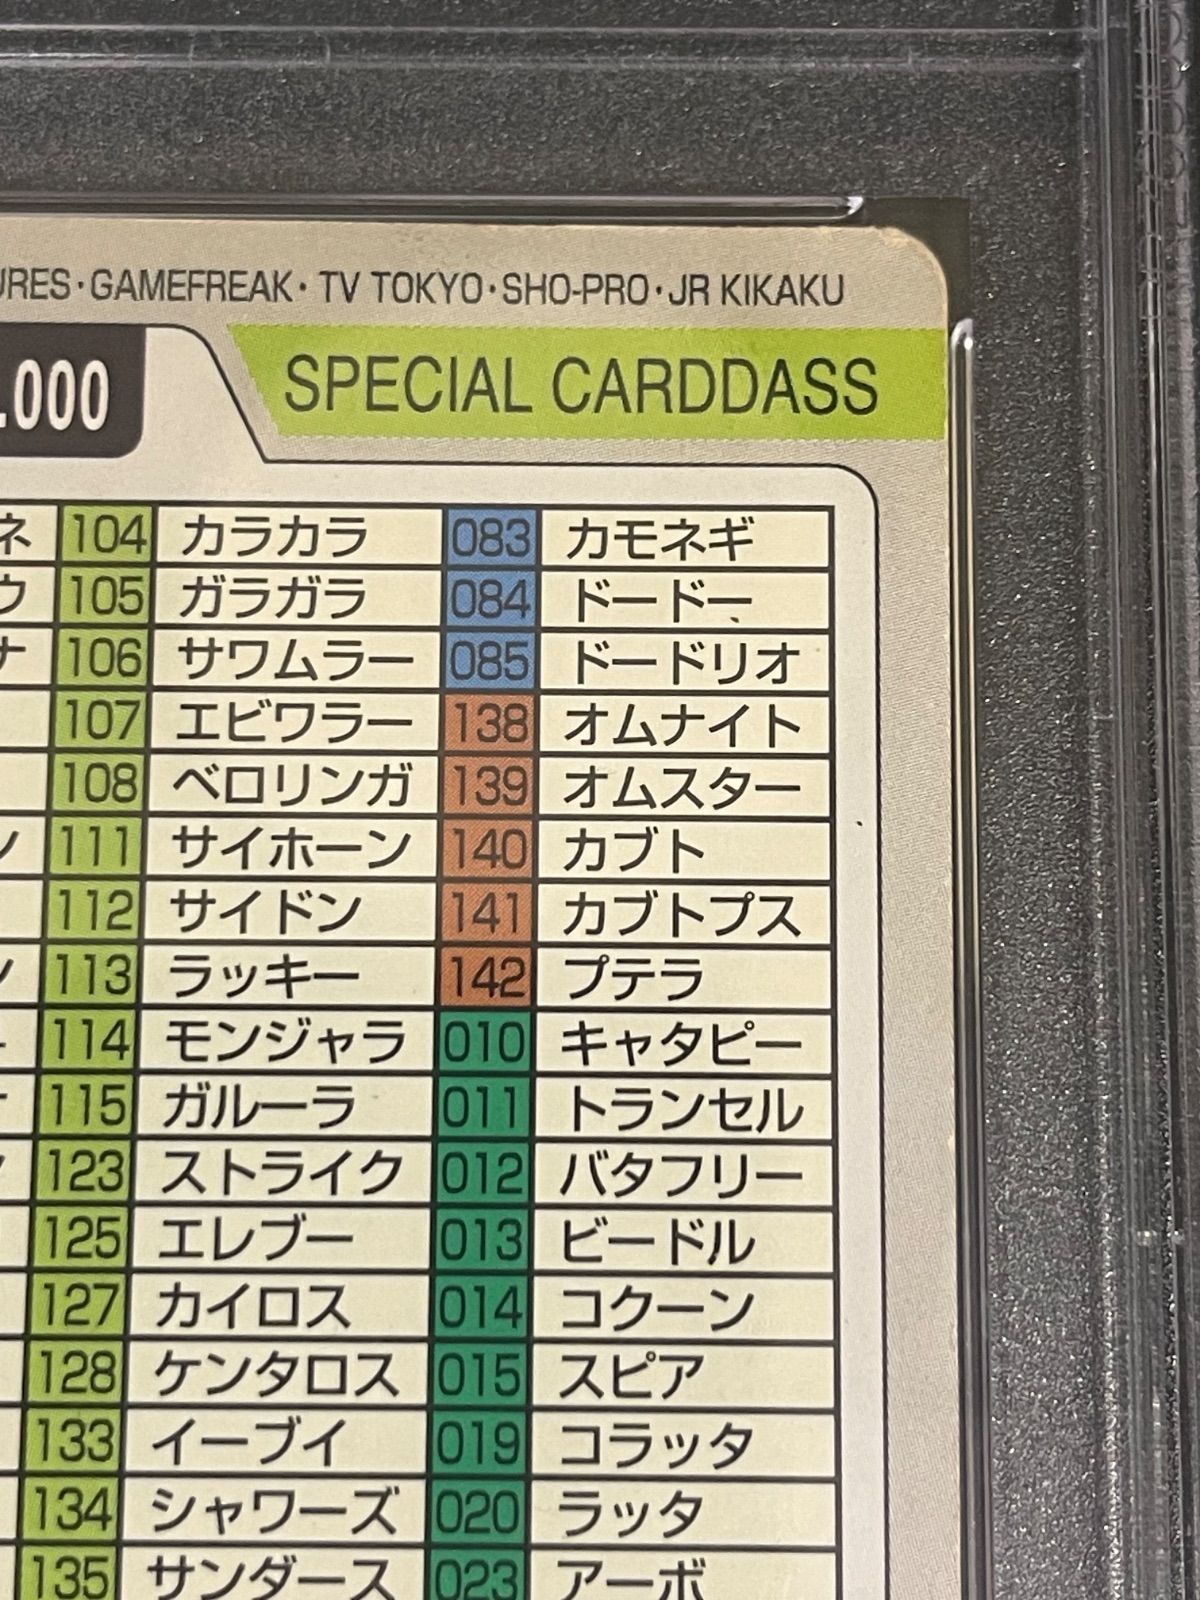 URES・GAMEFREAK・TV TOKYO・SHO-PRO・JR KIKAKU
.000 SPECIAL CARDDASS
ネ 104 カラカラ 083 カモネギ
ウ 105 ガラガラ 084 ドードー
ナ 106 サワムラー 085 ドードリオ
107 エビワラー 138 オムナイト
108 ベロリンガ 139 オムスター
ン 111 サイホーン 140 カブト
112 サイドン 141 カブトプス
113 ラッキー 142 プテラ
114 モンジャラ 010 キャタピー
115 ガルーラ 011 トランセル
123 ストライク 012 バタフリー
125 エレブー 013 ビードル
127 カイロス 014 コクーン
128 ケンタロス 015 スピア
133 イーブイ 019 コラッタ
134 シャワーズ 020 ラッタ
135 サンダース 023 アーボ